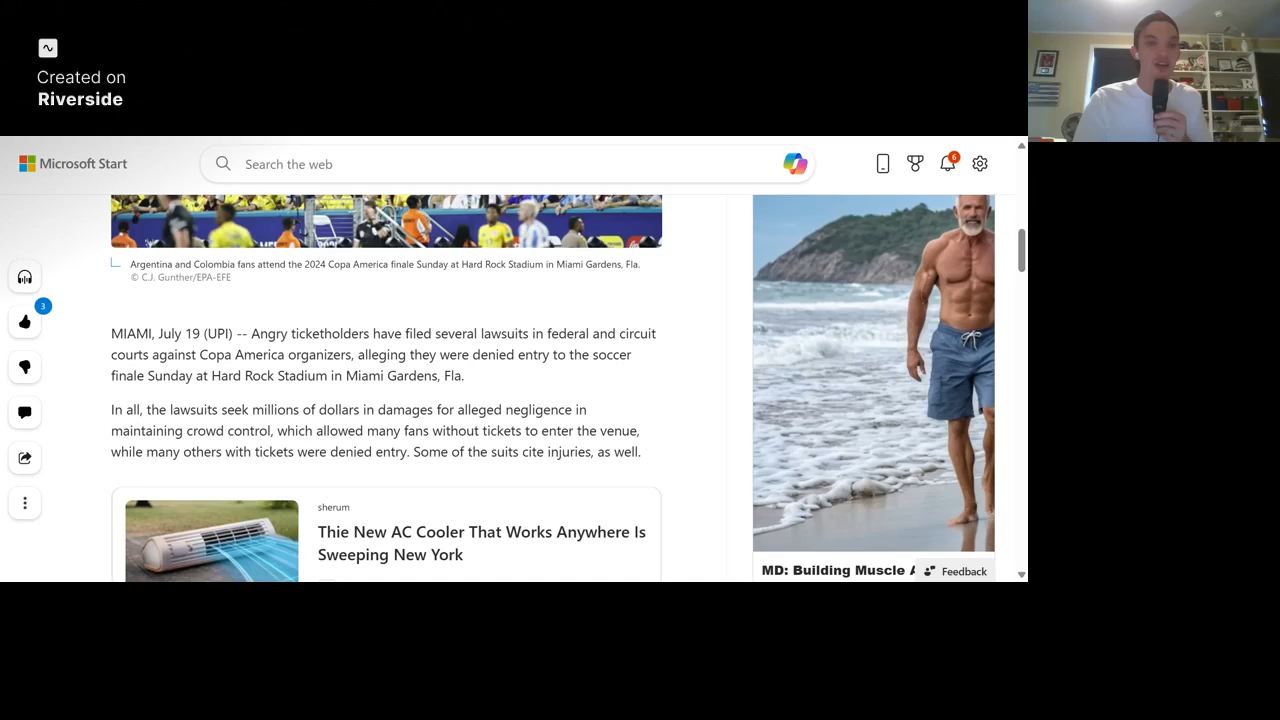 Created on
Riverside
Microsoft Start
Search the web
6
3
Argentina and Colombia fans attend the 2024 Copa America finale Sunday at Hard Rock Stadium in Miami Gardens, Fla.
© C.J. Gunther/EPA-EFE
MIAMI, July 19 (UPI) -- Angry ticketholders have filed several lawsuits in federal and circuit
courts against Copa America organizers, alleging they were denied entry to the soccer
finale Sunday at Hard Rock Stadium in Miami Gardens, Fla.
In all, the lawsuits seek millions of dollars in damages for alleged negligence in
maintaining crowd control, which allowed many fans without tickets to enter the venue,
while many others with tickets were denied entry. Some of the suits cite injuries, as well.
sherum
Thie New AC Cooler That Works Anywhere Is
Sweeping New York
MD: Building Muscle
Feedback